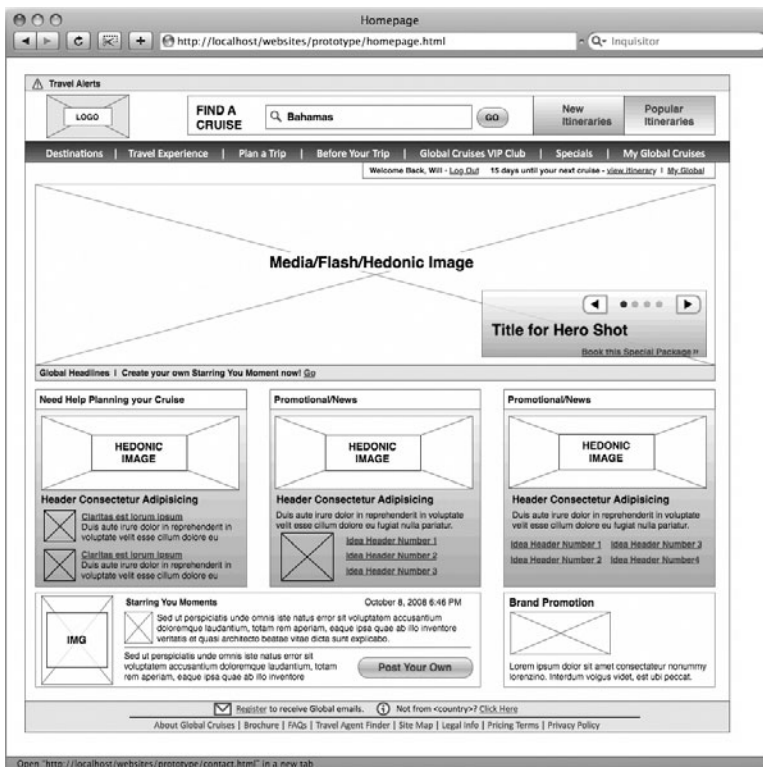 Homepage
http://localhost/websites/prototype/homepage.html
Inquisitor
Travel Alerts
LOGO
FIND A
CRUISE
Bahamas
GO
New
Itineraries
Popular
Itineraries
Destinations | Travel Experience | Plan a Trip | Before Your Trip | Global Cruises VIP Club | Specials | My Global Cruises
Welcome Back, Will - Log Out 15 days until your next cruise - view itinerary | My Global
Media/Flash/Hedonic Image
Title for Hero Shot
Book this Special Package »
Global Headlines | Create your own Starring You Moment now! Go
Need Help Planning your Cruise
HEDONIC
IMAGE
Header Consectetur Adipisicing
Claritas est lorum ipsum
Duis aute irure dolor in reprehenderit in
voluptate velit esse cillum dolore eu
Claritas est lorum ipsum
Duis aute irure dolor in reprehenderit in
voluptate velit esse cillum dolore eu
Promotional/News
HEDONIC
IMAGE
Header Consectetur Adipisicing
Duis aute irure dolor in reprehenderit in voluptate
velit esse cillum dolore eu fugiat nulla pariatur.
Idea Header Number 1
Idea Header Number 2
Idea Header Number 3
Promotional/News
HEDONIC
IMAGE
Header Consectetur Adipisicing
Duis aute irure dolor in reprehenderit in voluptate
velit esse cillum dolore eu fugiat nulla pariatur.
Idea Header Number 1 Idea Header Number 3
Idea Header Number 2 Idea Header Number4
IMG
Starring You Moments October 8, 2008 6:46 PM
Sed ut perspiciatis unde omnis iste natus error sit voluptatem accusantium
doloremque laudantium, totam rem aperiam, eaque ipsa quae ab illo inventore
veritatis et quasi architecto beatae vitae dicta sunt explicabo.
Sed ut perspiciatis unde omnis iste natus error sit
voluptatem accusantium doloremque laudantium, totam
rem aperiam, eaque ipsa quae ab illo inventore
Post Your Own
Brand Promotion
Lorem ipsum dolor sit amet consectateur nonummy
lorenzino. Interdum volgus videt, est ubi peccat.
Register to receive Global emails. Not from <country>? Click Here
About Global Cruises | Brochure | FAQs | Travel Agent Finder | Site Map | Legal Info | Pricing Terms | Privacy Policy
Open "http://localhost/websites/prototype/contact.html" in a new tab